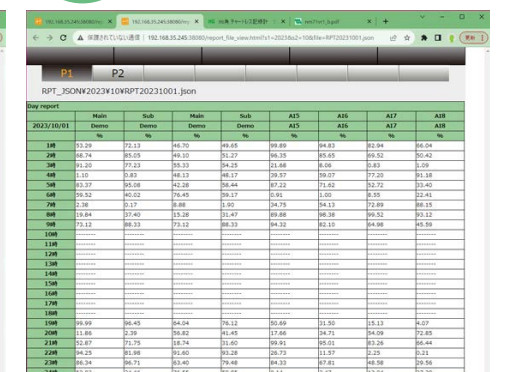 192.168.35.245:38080/report_file_view.html?s1=2023&s2=10&file=RPT20231001.json
P1 P2
RPT_JSON¥2023¥10¥RPT20231001.json
Day report
Main Sub Main Sub AI5 AI6 AI7 AI8
2023/10/01 Demo Demo Demo Demo AI5 AI6 AI7 AI8
% % % % % % % %
1時 53.29 72.13 46.70 49.65 99.89 94.83 82.94 66.04
2時 66.74 85.05 49.10 51.27 96.35 85.65 69.52 50.42
3時 91.20 77.23 55.33 54.25 21.68 8.06 0.83 1.09
4時 1.10 0.83 48.13 48.17 39.57 59.07 77.20 91.18
5時 83.37 95.08 42.28 58.44 87.22 71.62 52.72 33.40
6時 59.52 40.02 76.45 59.17 0.91 1.00 8.55 22.41
7時 2.38 0.17 8.88 1.90 34.75 54.13 72.89 88.15
8時 19.84 37.40 15.28 31.47 89.88 98.38 99.52 93.12
9時 73.12 88.33 73.12 88.33 94.32 82.10 64.98 45.59
10時 -------- -------- -------- -------- -------- -------- -------- --------
11時 -------- -------- -------- -------- -------- -------- -------- --------
12時 -------- -------- -------- -------- -------- -------- -------- --------
13時 -------- -------- -------- -------- -------- -------- -------- --------
14時 -------- -------- -------- -------- -------- -------- -------- --------
15時 -------- -------- -------- -------- -------- -------- -------- --------
16時 -------- -------- -------- -------- -------- -------- -------- --------
17時 -------- -------- -------- -------- -------- -------- -------- --------
18時 -------- -------- -------- -------- -------- -------- -------- --------
19時 99.99 96.45 64.04 76.12 50.69 31.50 15.13 4.07
20時 11.86 2.39 56.82 41.45 17.66 34.71 54.09 72.85
21時 52.87 71.75 18.74 31.60 99.91 95.01 83.26 66.44
22時 94.25 81.98 91.60 93.28 26.73 11.57 2.25 0.21
23時 86.34 96.71 63.40 79.48 84.33 67.81 48.58 29.56